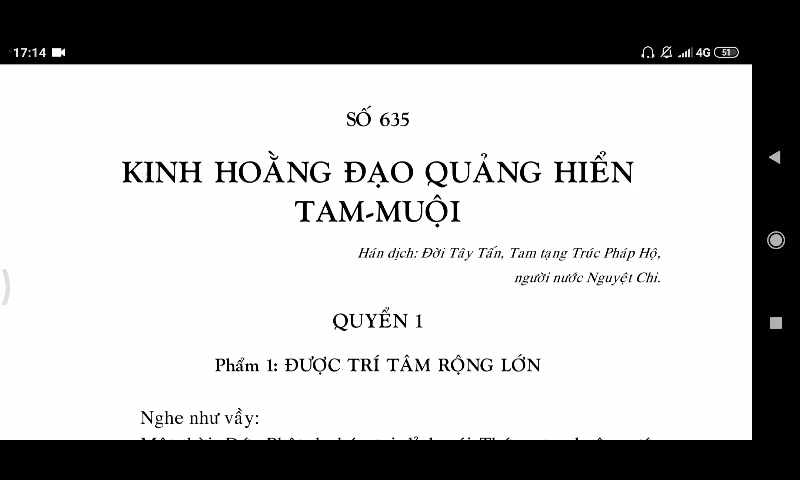 17:14
4G
51
SỐ 635
KINH HOẰNG ĐẠO QUẢNG HIỂN
TAM-MUỘI
Hán dịch: Đời Tây Tấn, Tam tạng Trúc Pháp Hộ,
người nước Nguyệt Chi.
QUYỂN 1
Phẩm 1: ĐƯỢC TRÍ TÂM RỘNG LỚN
Nghe như vầy: